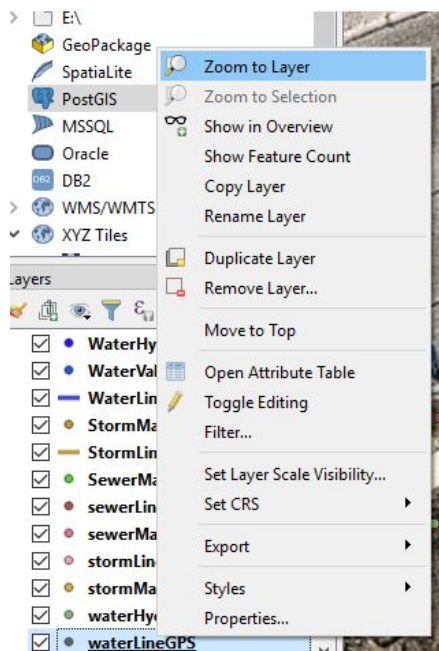 E:\
GeoPackage
SpatiaLite
PostGIS
MSSQL
Oracle
DB2
DB2
WMS/WMTS
XYZ Tiles
Layers
WaterHy
WaterVal
WaterLin
StormMa
StormLin
SewerMa
sewerLin
sewerMa
stormLin
stormMa
waterHy
waterLineGPS
Zoom to Layer
Zoom to Selection
Show in Overview
Show Feature Count
Copy Layer
Rename Layer
Duplicate Layer
Remove Layer...
Move to Top
Open Attribute Table
Toggle Editing
Filter...
Set Layer Scale Visibility...
Set CRS
Export
Styles
Properties...